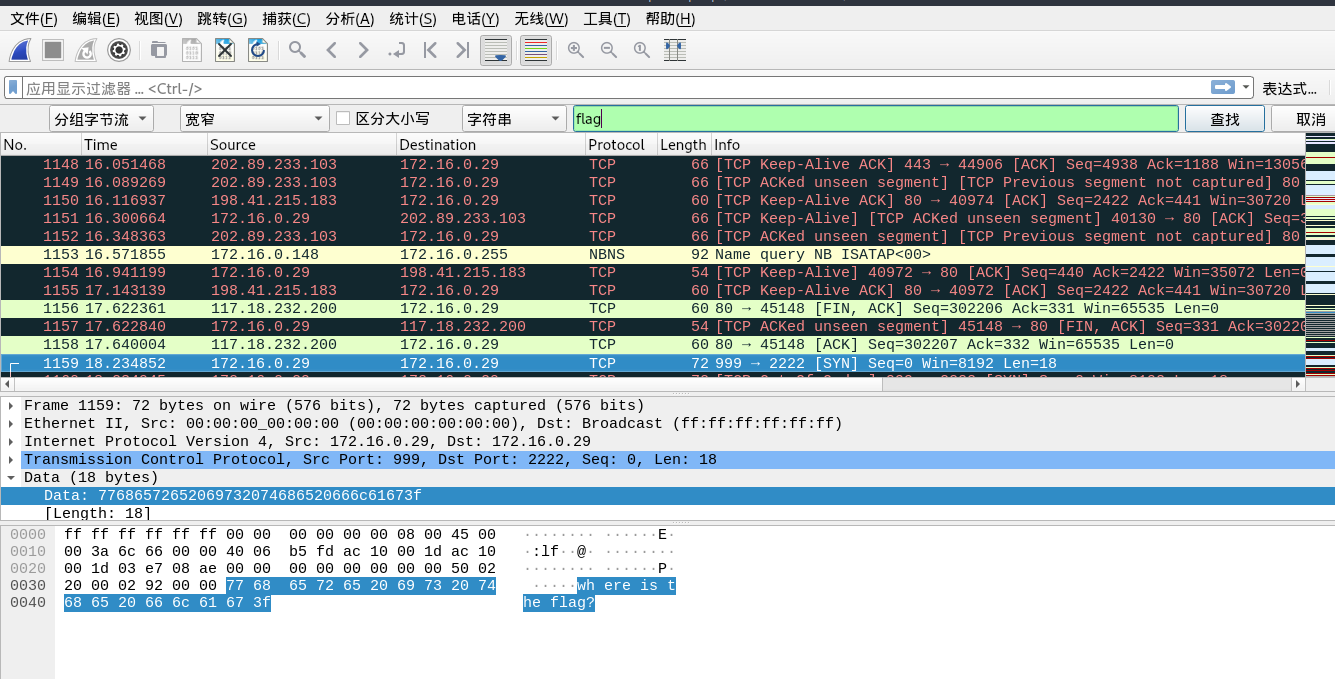 文件(F) 编辑(E) 视图(V) 跳转(G) 捕获(C) 分析(A) 统计(S) 电话(Y) 无线(W) 工具(T) 帮助(H)
应用显示过滤器 … <Ctrl-/> 表达式…
分组字节流 宽窄 区分大小写 字符串 flag 查找 取消
No. Time Source Destination Protocol Length Info
1148 16.051468 202.89.233.103 172.16.0.29 TCP 66 [TCP Keep-Alive ACK] 443 → 44906 [ACK] Seq=4938 Ack=1188 Win=13056
1149 16.089269 202.89.233.103 172.16.0.29 TCP 66 [TCP ACKed unseen segment] [TCP Previous segment not captured] 80
1150 16.116937 198.41.215.183 172.16.0.29 TCP 60 [TCP Keep-Alive ACK] 80 → 40974 [ACK] Seq=2422 Ack=441 Win=30720 L
1151 16.300664 172.16.0.29 202.89.233.103 TCP 66 [TCP Keep-Alive] [TCP ACKed unseen segment] 40130 → 80 [ACK] Seq=3
1152 16.348363 202.89.233.103 172.16.0.29 TCP 66 [TCP ACKed unseen segment] [TCP Previous segment not captured] 80
1153 16.571855 172.16.0.148 172.16.0.255 NBNS 92 Name query NB ISATAP<00>
1154 16.941199 172.16.0.29 198.41.215.183 TCP 54 [TCP Keep-Alive] 40972 → 80 [ACK] Seq=440 Ack=2422 Win=35072 Len=0
1155 17.143139 198.41.215.183 172.16.0.29 TCP 60 [TCP Keep-Alive ACK] 80 → 40972 [ACK] Seq=2422 Ack=441 Win=30720 L
1156 17.622361 117.18.232.200 172.16.0.29 TCP 60 80 → 45148 [FIN, ACK] Seq=302206 Ack=331 Win=65535 Len=0
1157 17.622840 172.16.0.29 117.18.232.200 TCP 54 [TCP ACKed unseen segment] 45148 → 80 [FIN, ACK] Seq=331 Ack=30220
1158 17.640004 117.18.232.200 172.16.0.29 TCP 60 80 → 45148 [ACK] Seq=302207 Ack=332 Win=65535 Len=0
1159 18.234852 172.16.0.29 172.16.0.29 TCP 72 999 → 2222 [SYN] Seq=0 Win=8192 Len=18
Frame 1159: 72 bytes on wire (576 bits), 72 bytes captured (576 bits)
Ethernet II, Src: 00:00:00_00:00:00 (00:00:00:00:00:00), Dst: Broadcast (ff:ff:ff:ff:ff:ff)
Internet Protocol Version 4, Src: 172.16.0.29, Dst: 172.16.0.29
Transmission Control Protocol, Src Port: 999, Dst Port: 2222, Seq: 0, Len: 18
Data (18 bytes)
Data: 77686572652069732074686520666c61673f
[Length: 18]
0000 ff ff ff ff ff ff 00 00 00 00 00 00 08 00 45 00 ········ ······E·
0010 00 3a 6c 66 00 00 40 06 b5 fd ac 10 00 1d ac 10 ·:lf··@· ········
0020 00 1d 03 e7 08 ae 00 00 00 00 00 00 00 00 50 02 ········ ······P·
0030 20 00 02 92 00 00 77 68 65 72 65 20 69 73 20 74 ·····wh ere is t
0040 68 65 20 66 6c 61 67 3f he flag?